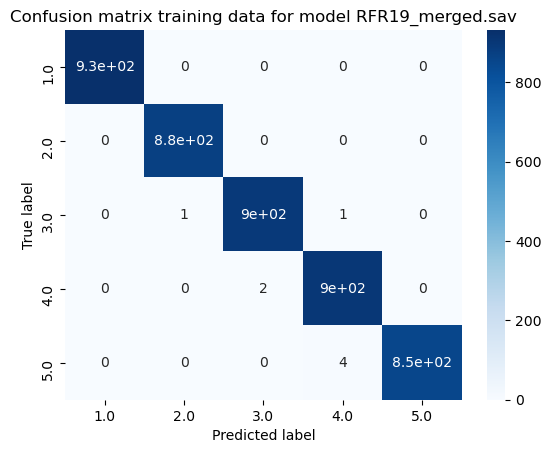 Confusion matrix training data for model RFR19_merged.sav
1.0 9.3e+02 0 0 0 0
2.0 0 8.8e+02 0 0 0
3.0 0 1 9e+02 1 0
4.0 0 0 2 9e+02 0
5.0 0 0 0 4 8.5e+02
1.0 2.0 3.0 4.0 5.0
True label
Predicted label
800
600
400
200
0